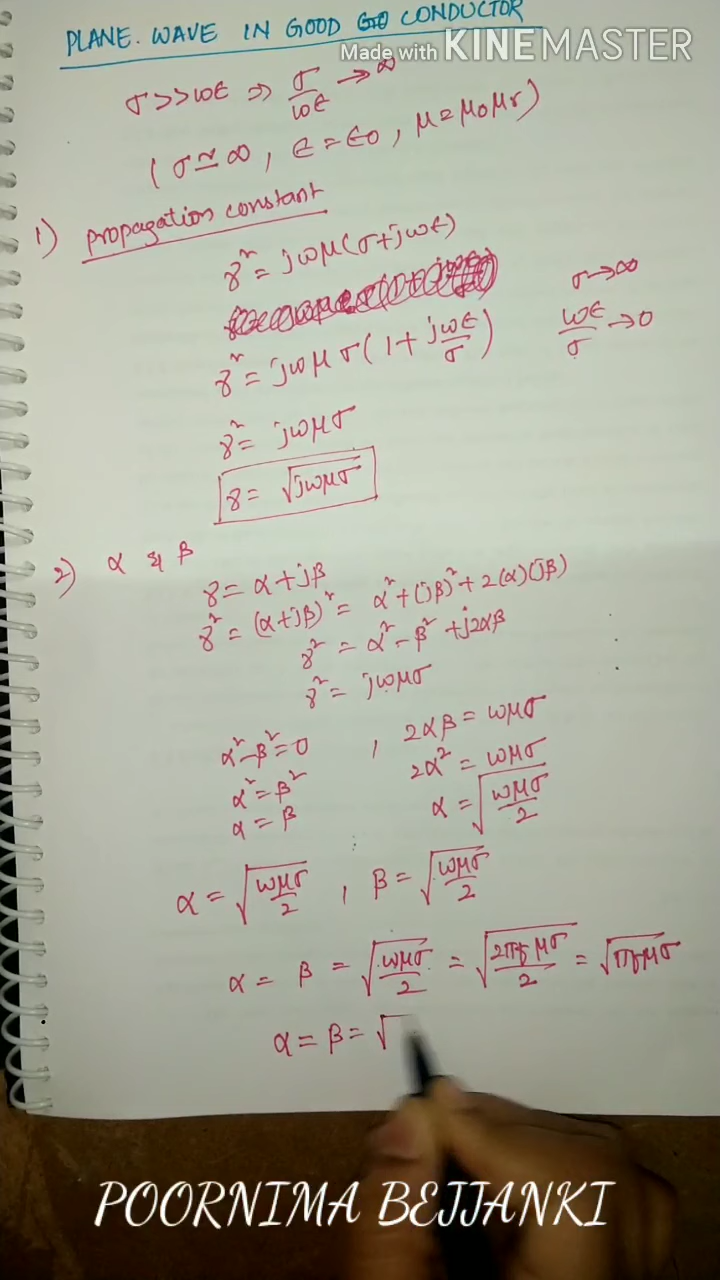 PLANE. WAVE IN GOOD CONDUCTOR
Made with KINEMASTER
σ>>ωϵ ⇒ σ/ωϵ → ∞
(σ≃∞, ϵ=ϵ0, μ=μ0μr)
1) propagation constant
γ² = jωμ(σ+jωϵ)
σ→∞
γ² = jωμσ(1+jωϵ/σ) ωϵ/σ→0
γ² = jωμσ
γ = √jωμσ
2) α & β
γ = α+jβ
γ² = (α+jβ)² = α²+(jβ)²+2(α)(jβ)
γ² = α²-β²+j2αβ
γ² = jωμσ
α²-β²=0 , 2αβ = ωμσ
α²=β² 2α² = ωμσ
α = β α = √ωμσ/2
α = √ωμσ/2 , β = √ωμσ/2
α = β = √ωμσ/2 = √2πfμσ/2 = √πfμσ
α = β = √
POORNIMA BEJJANKI